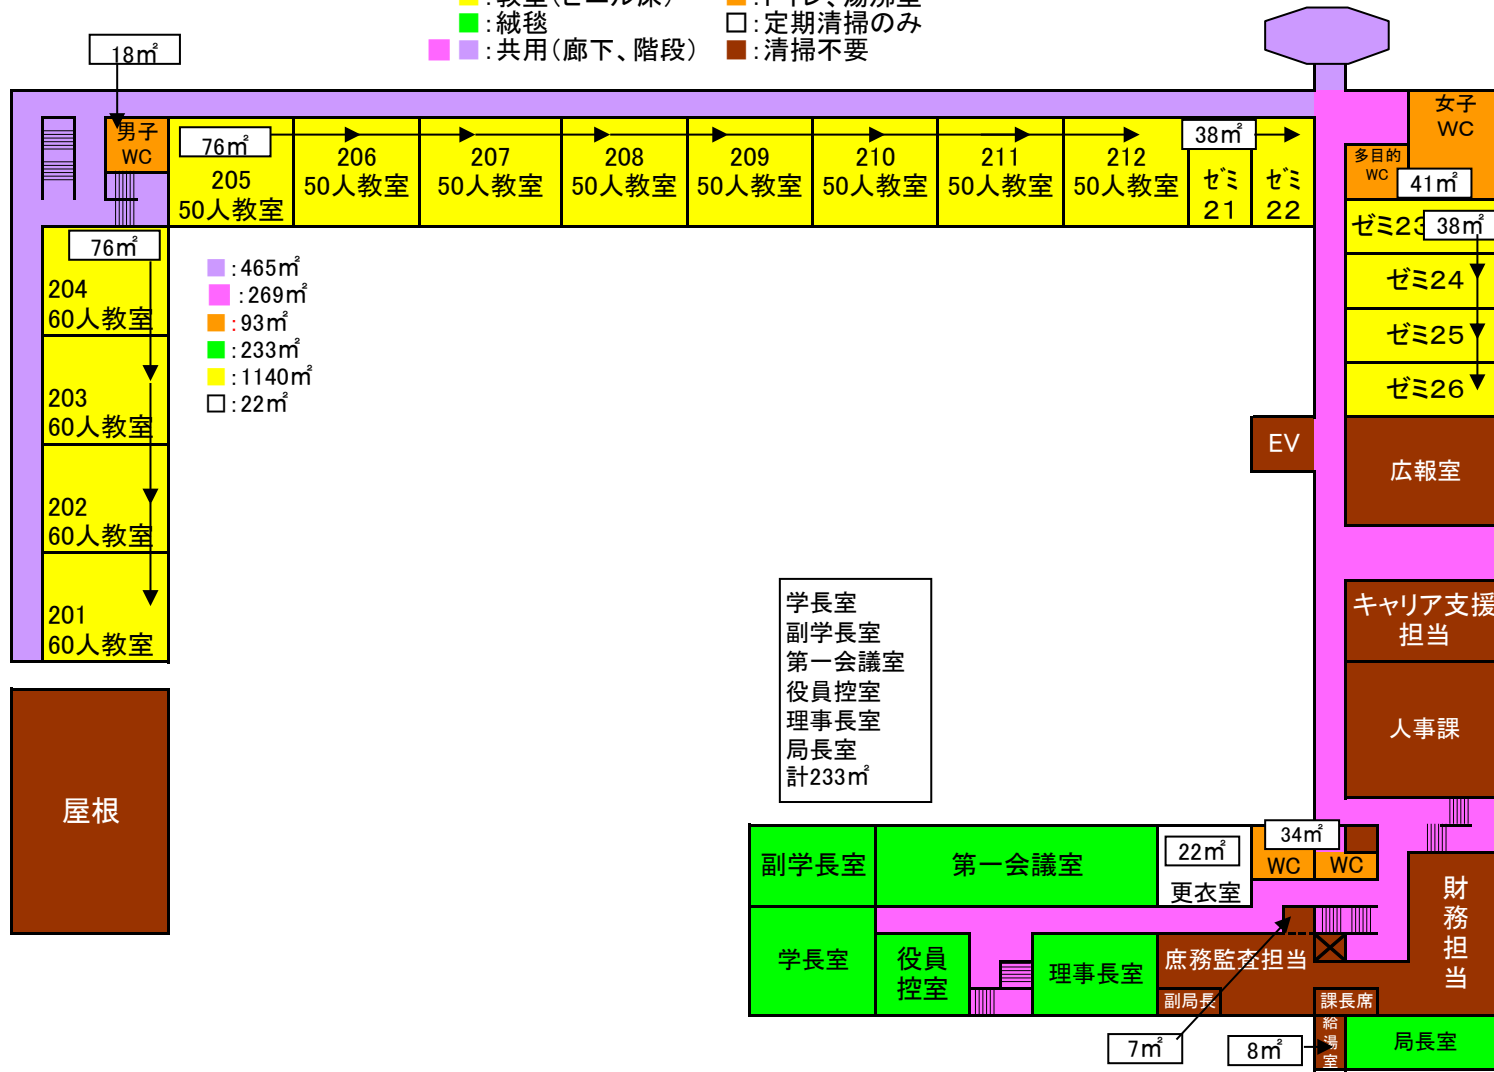 :絨毯
:定期清掃のみ
:共用(廊下、階段)
:清掃不要
18㎡
男子
WC
76㎡
205
50人教室
206
50人教室
207
50人教室
208
50人教室
209
50人教室
210
50人教室
211
50人教室
212
50人教室
38㎡
ゼミ
21
ゼミ
22
女子
WC
多目的
WC
41㎡
ゼミ23
38㎡
ゼミ24
ゼミ25
ゼミ26
76㎡
204
60人教室
203
60人教室
202
60人教室
201
60人教室
:465㎡
:269㎡
:93㎡
:233㎡
:1140㎡
:22㎡
EV
広報室
キャリア支援
担当
人事課
屋根
学長室
副学長室
第一会議室
役員控室
理事長室
局長室
計233㎡
副学長室
第一会議室
22㎡
更衣室
34㎡
WC
WC
財務担当
学長室
役員
控室
理事長室
庶務監査担当
副局長
課長席
7㎡
8㎡
給湯室
局長室